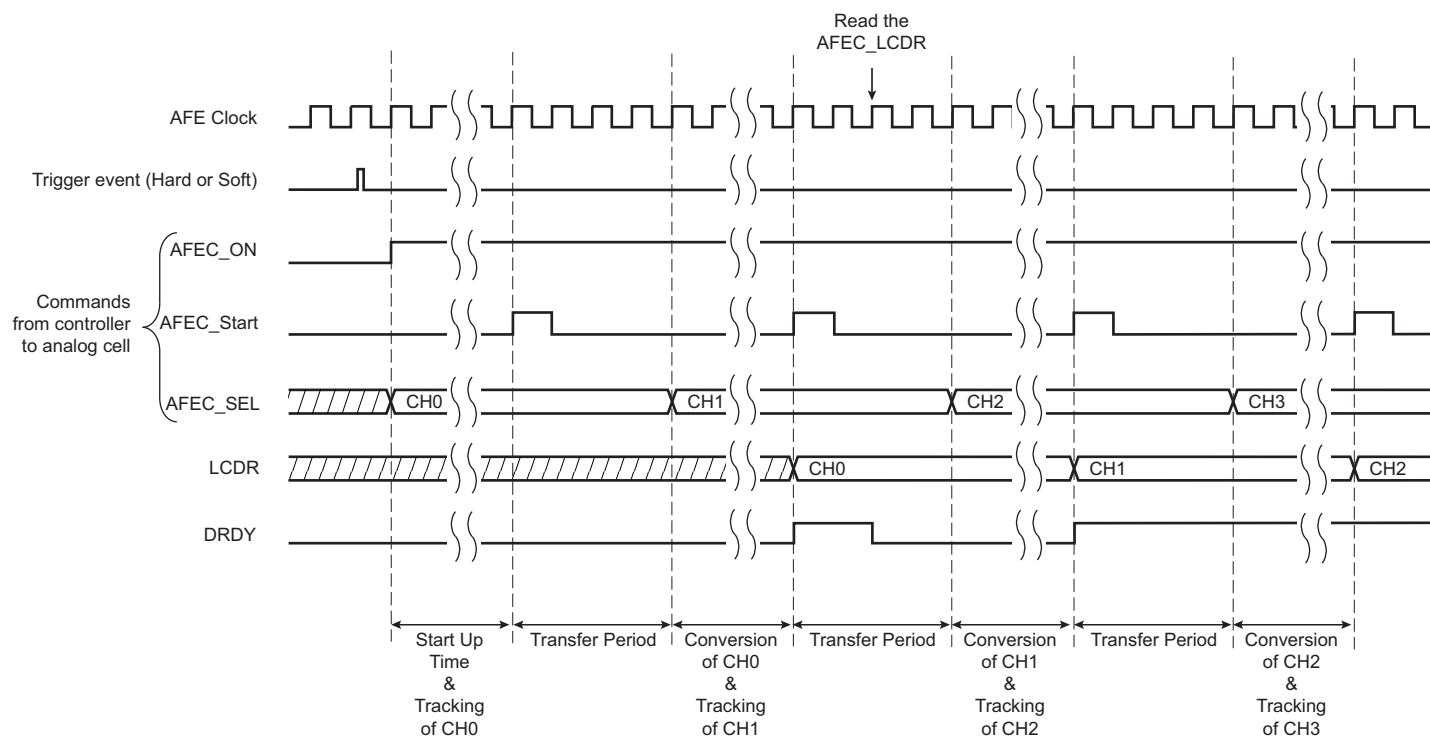 Read the
AFEC_LCDR
AFE Clock
Trigger event (Hard or Soft)
AFEC_ON
Commands
from controller
to analog cell
AFEC_Start
AFEC_SEL
CH0
CH1
CH2
CH3
LCDR
CH0
CH1
CH2
DRDY
Start Up
Time
&
Tracking
of CH0
Transfer Period
Conversion
of CH0
&
Tracking
of CH1
Transfer Period
Conversion
of CH1
&
Tracking
of CH2
Transfer Period
Conversion
of CH2
&
Tracking
of CH3